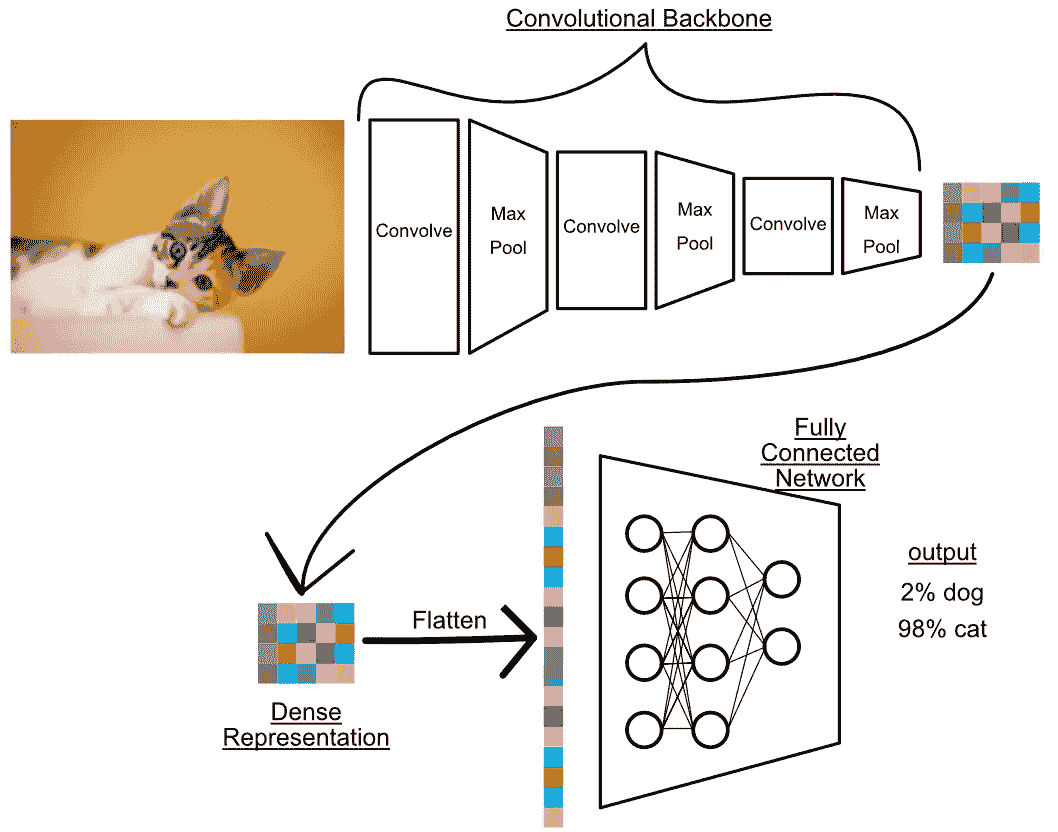 Convolutional Backbone
Convolve
Max
Pool
Convolve
Max
Pool
Convolve
Max
Pool
Fully
Connected
Network
output
2% dog
98% cat
Flatten
Dense
Representation